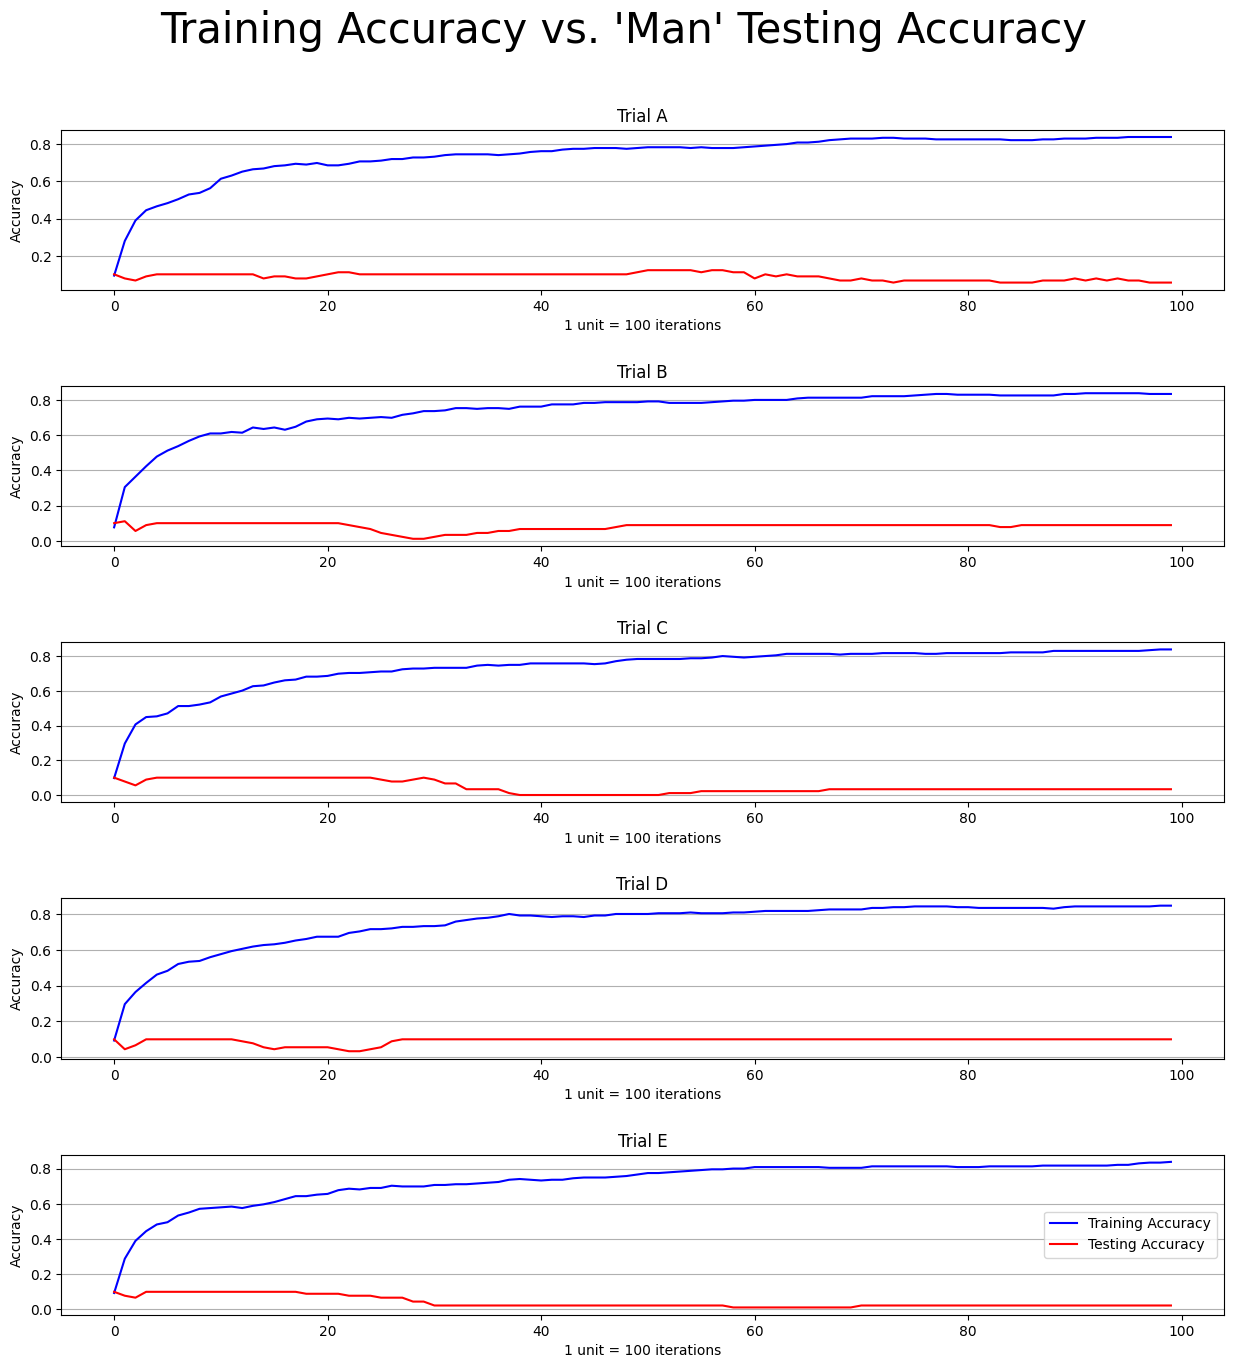 Training Accuracy vs. 'Man' Testing Accuracy
Trial A
Accuracy
0.8
0.6
0.4
0.2
0 20 40 60 80 100
1 unit = 100 iterations
Trial B
Accuracy
0.8
0.6
0.4
0.2
0.0
0 20 40 60 80 100
1 unit = 100 iterations
Trial C
Accuracy
0.8
0.6
0.4
0.2
0.0
0 20 40 60 80 100
1 unit = 100 iterations
Trial D
Accuracy
0.8
0.6
0.4
0.2
0.0
0 20 40 60 80 100
1 unit = 100 iterations
Trial E
Accuracy
0.8
0.6
0.4
0.2
0.0
Training Accuracy
Testing Accuracy
0 20 40 60 80 100
1 unit = 100 iterations